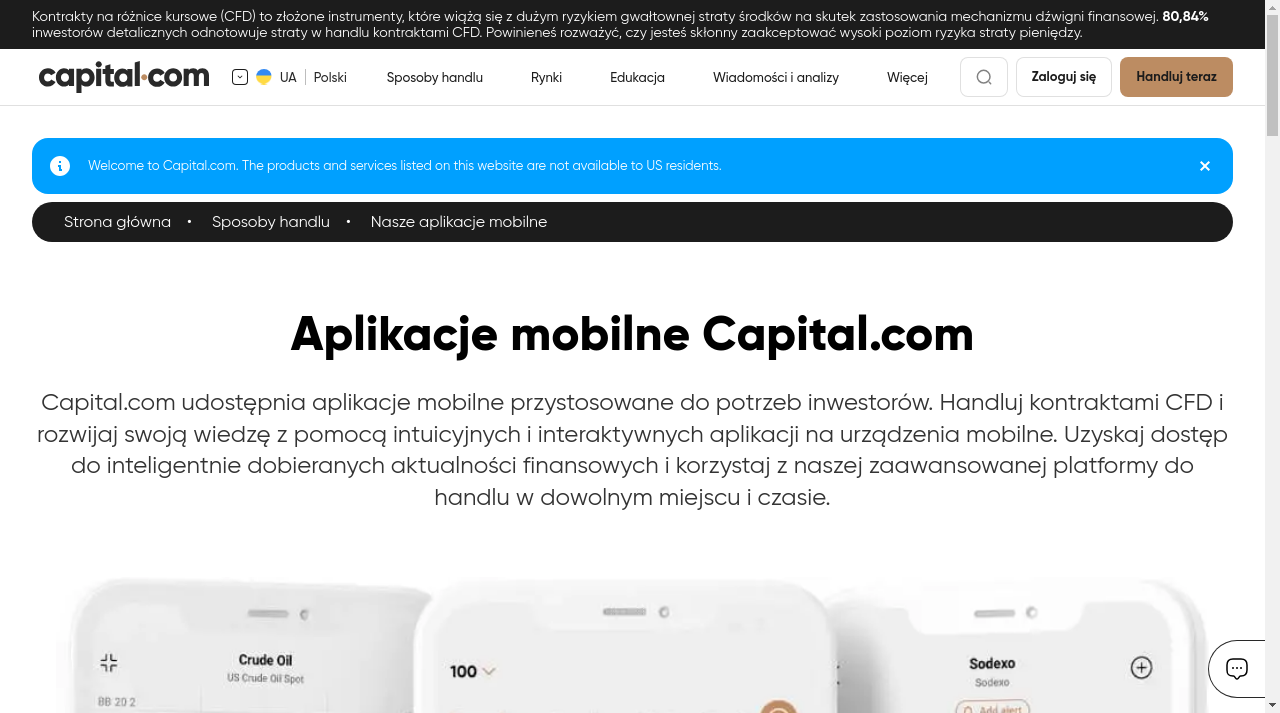 Kontrakty na różnice kursowe (CFD) to złożone instrumenty, które wiążą się z dużym ryzykiem gwałtownej straty środków na skutek zastosowania mechanizmu dźwigni finansowej. 80,84%
inwestorów detalicznych odnotowuje straty w handlu kontraktami CFD. Powinieneś rozważyć, czy jesteś skłonny zaakceptować wysoki poziom ryzyka straty pieniędzy.
capital.com UA Polski Sposoby handlu Rynki Edukacja Wiadomości i analizy Więcej Zaloguj się Handluj teraz
Welcome to Capital.com. The products and services listed on this website are not available to US residents.
Strona główna • Sposoby handlu • Nasze aplikacje mobilne
Aplikacje mobilne Capital.com
Capital.com udostępnia aplikacje mobilne przystosowane do potrzeb inwestorów. Handluj kontraktami CFD i
rozwijaj swoją wiedzę z pomocą intuicyjnych i interaktywnych aplikacji na urządzenia mobilne. Uzyskaj dostęp
do inteligentnie dobieranych aktualności finansowych i korzystaj z naszej zaawansowanej platformy do
handlu w dowolnym miejscu i czasie.
Crude Oil
US Crude Oil Spot
BB 20 2
100
Sodexo
Sodexo
Add alert